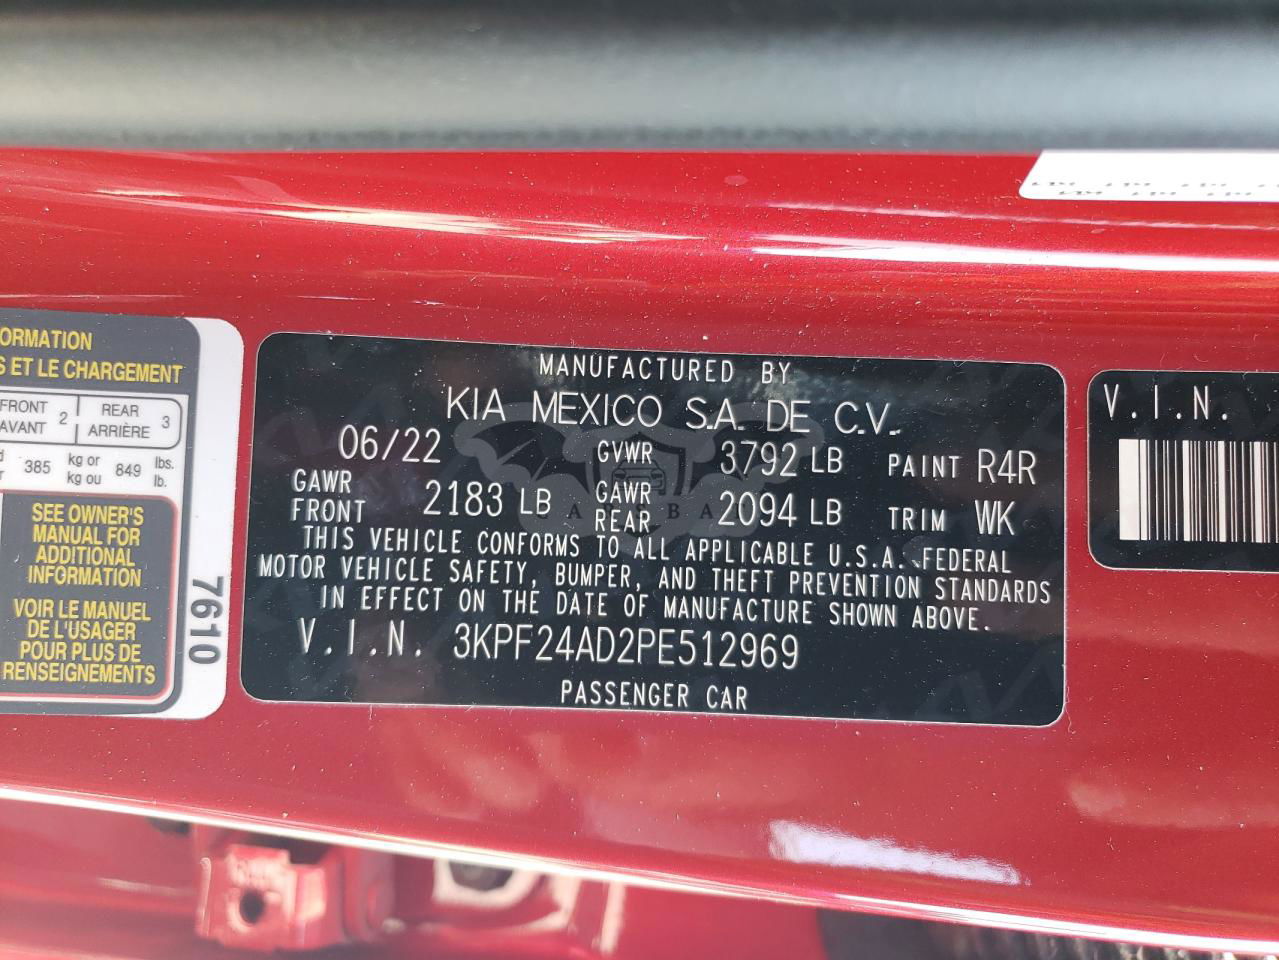 ORMATION
S ET LE CHARGEMENT
FRONT 2 REAR 3
AVANT ARRIÈRE
385 kg or 849 lbs.
kg ou lb.
SEE OWNER'S
MANUAL FOR
ADDITIONAL
INFORMATION
VOIR LE MANUEL
DE L'USAGER
POUR PLUS DE
RENSEIGNEMENTS
7610
MANUFACTURED BY
KIA MEXICO S.A. DE C.V.
06/22 GVWR 3792 LB PAINT R4R
GAWR FRONT 2183 LB GAWR REAR 2094 LB TRIM WK
THIS VEHICLE CONFORMS TO ALL APPLICABLE U.S.A. FEDERAL
MOTOR VEHICLE SAFETY, BUMPER, AND THEFT PREVENTION STANDARDS
IN EFFECT ON THE DATE OF MANUFACTURE SHOWN ABOVE.
V.I.N. 3KPF24AD2PE512969
PASSENGER CAR
V.I.N.